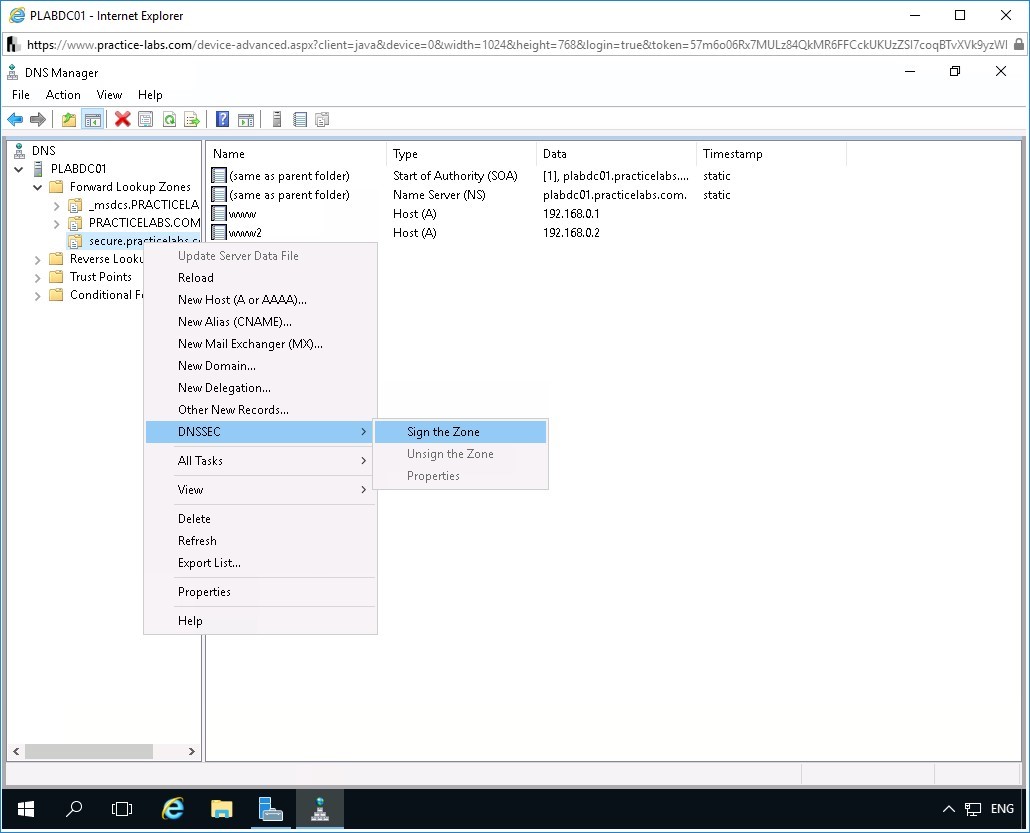 PLABDC01 - Internet Explorer
https://www.practice-labs.com/device-advanced.aspx?client=java&device=0&width=1024&height=768&login=true&token=57m6o06Rx7MULz84QkMR6FFCckUKUzZSI7coqBTvXVk9yzWI
DNS Manager
File Action View Help
DNS
PLABDC01
Forward Lookup Zones
_msdcs.PRACTICELA
PRACTICELABS.COM
secure.practicelabs.c
Reverse Looku
Trust Points
Conditional F
Name Type Data Timestamp
(same as parent folder) Start of Authority (SOA) [1], plabdc01.practicelabs.... static
(same as parent folder) Name Server (NS) plabdc01.practicelabs.com. static
www Host (A) 192.168.0.1
www2 Host (A) 192.168.0.2
Update Server Data File
Reload
New Host (A or AAAA)...
New Alias (CNAME)...
New Mail Exchanger (MX)...
New Domain...
New Delegation...
Other New Records...
DNSSEC
All Tasks
View
Delete
Refresh
Export List...
Properties
Help
Sign the Zone
Unsign the Zone
Properties
ENG